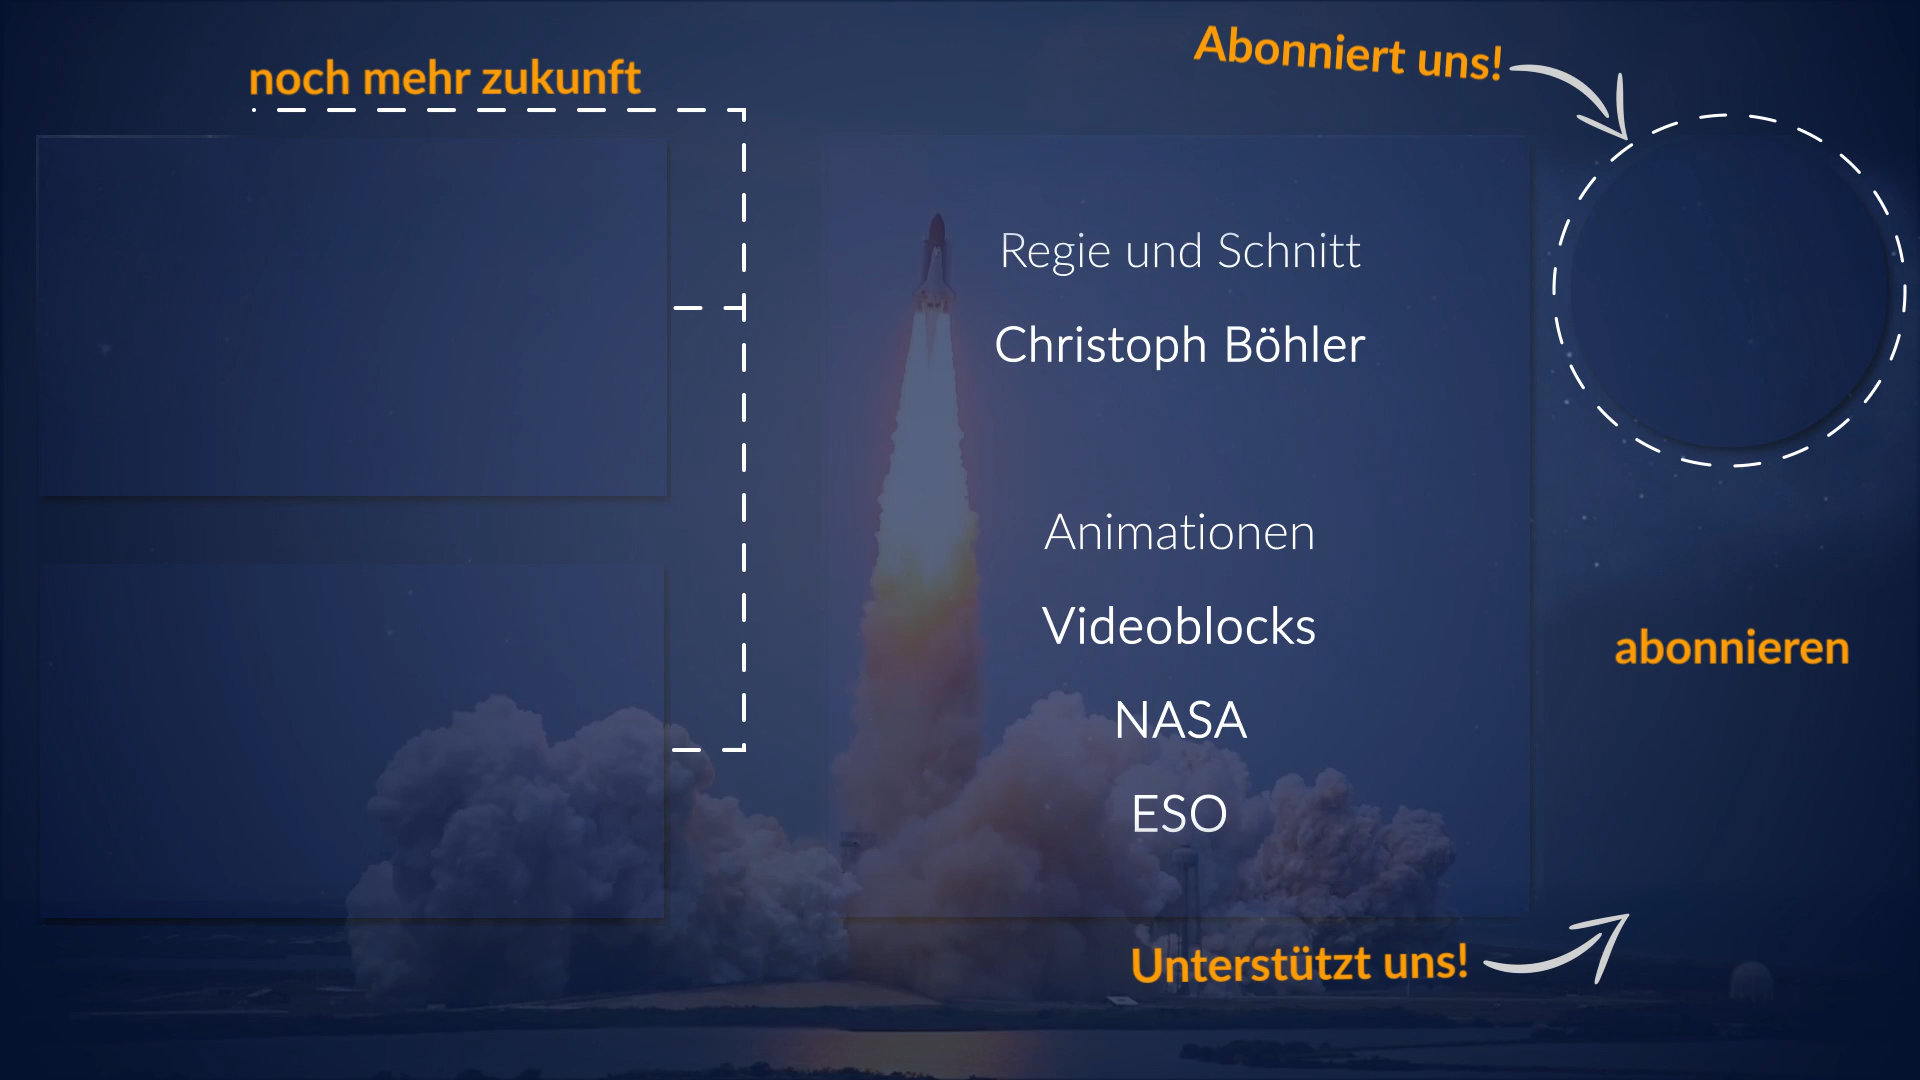 noch mehr zukunft
Abonniert uns!
Regie und Schnitt
Christoph Böhler
Animationen
Videoblocks
NASA
ESO
abonnieren
Unterstützt uns!